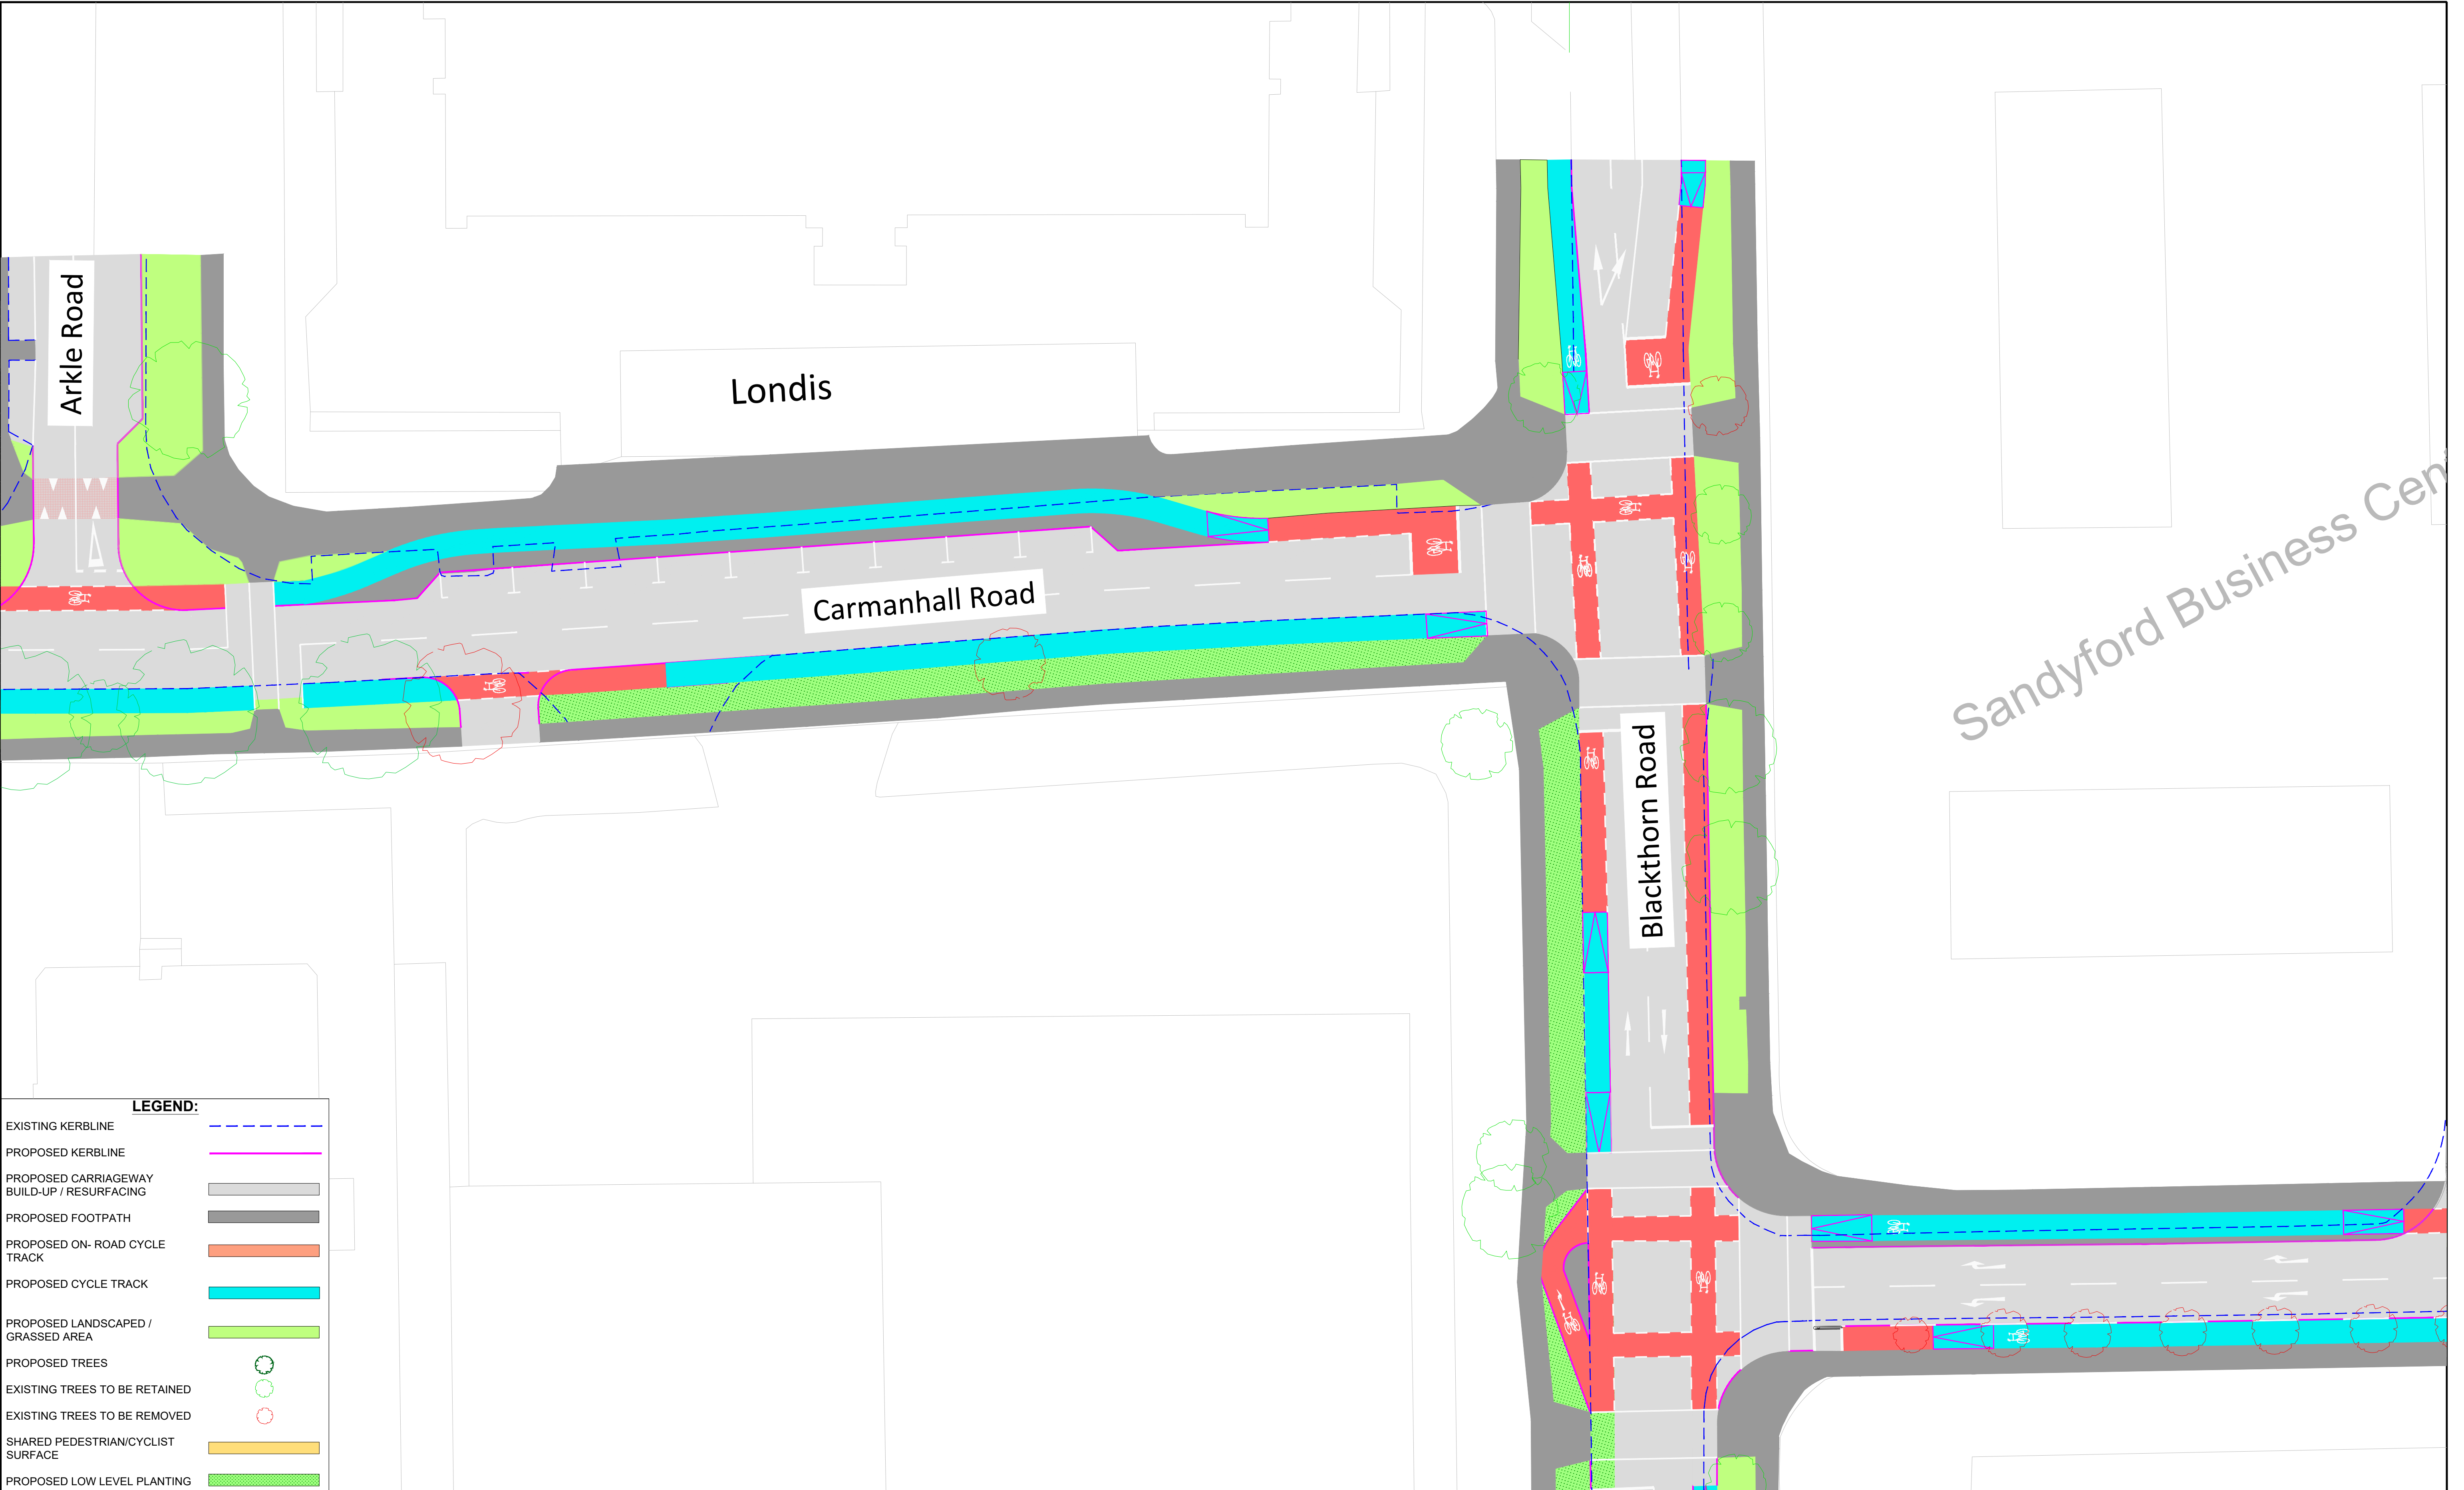 Arkle Road
Londis
Carmanhall Road
Blackthorn Road
Sandyford Business Cen
LEGEND:
EXISTING KERBLINE
PROPOSED KERBLINE
PROPOSED CARRIAGEWAY
BUILD-UP / RESURFACING
PROPOSED FOOTPATH
PROPOSED ON- ROAD CYCLE
TRACK
PROPOSED CYCLE TRACK
PROPOSED LANDSCAPED /
GRASSED AREA
PROPOSED TREES
EXISTING TREES TO BE RETAINED
EXISTING TREES TO BE REMOVED
SHARED PEDESTRIAN/CYCLIST
SURFACE
PROPOSED LOW LEVEL PLANTING